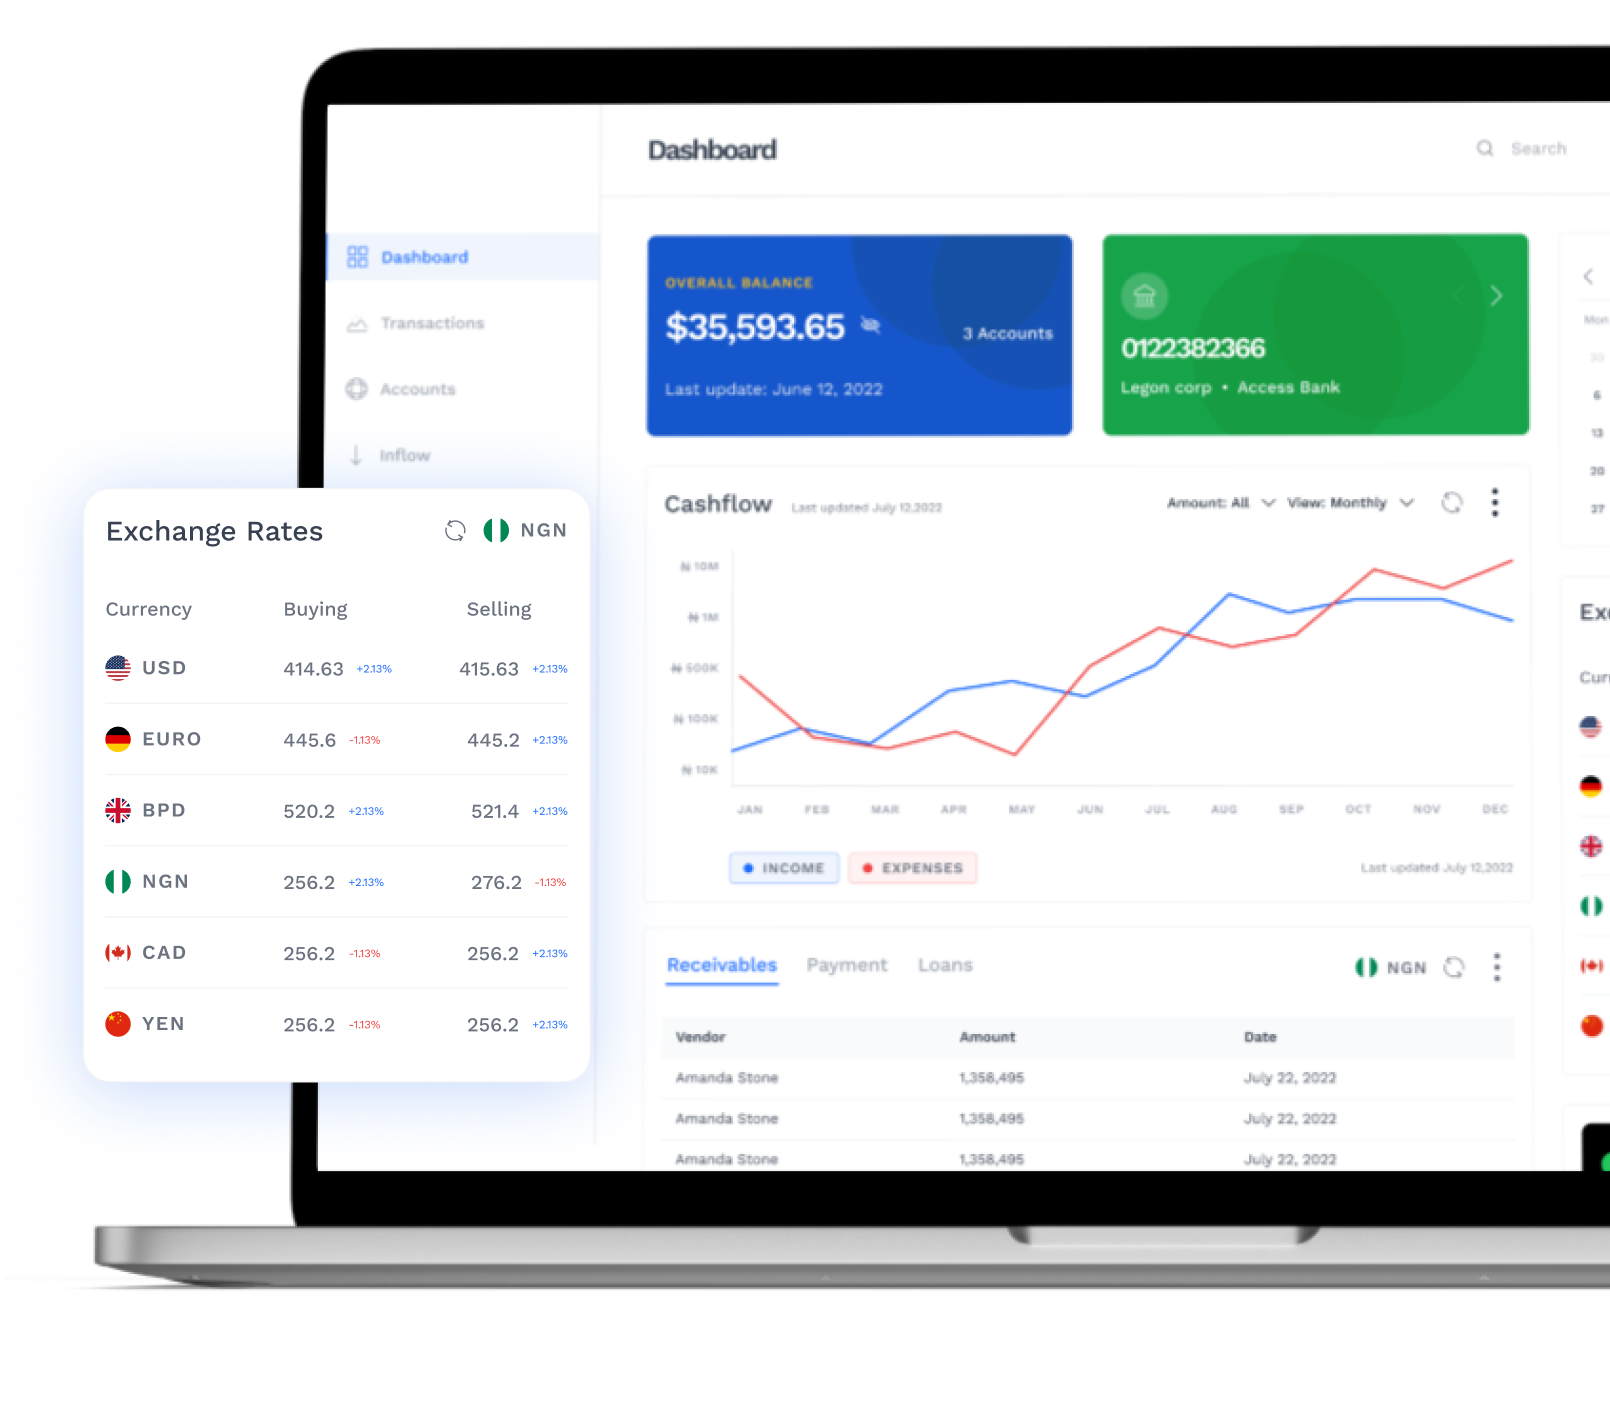 Dashboard
Search
Dashboard
Transactions
Accounts
Inflow
OVERALL BALANCE
$35,593.65
3 Accounts
Last update: June 12, 2022
0122382366
Legon corp • Access Bank
Mon
30
6
13
20
27
Exchange Rates
NGN
Currency Buying Selling
USD 414.63 +2.13% 415.63 +2.13%
EURO 445.6 -1.13% 445.2 +2.13%
BPD 520.2 +2.13% 521.4 +2.13%
NGN 256.2 +2.13% 276.2 -1.13%
CAD 256.2 -1.13% 256.2 +2.13%
YEN 256.2 -1.13% 256.2 +2.13%
Cashflow Last updated July 12,2022 Amount: All View: Monthly
₦ 10M
₦ 1M
₦ 500K
₦ 100K
₦ 10K
JAN FEB MAR APR MAY JUN JUL AUG SEP OCT NOV DEC
INCOME EXPENSES Last updated July 12,2022
Receivables Payment Loans NGN
Vendor Amount Date
Amanda Stone 1,358,495 July 22, 2022
Amanda Stone 1,358,495 July 22, 2022
Amanda Stone 1,358,495 July 22, 2022